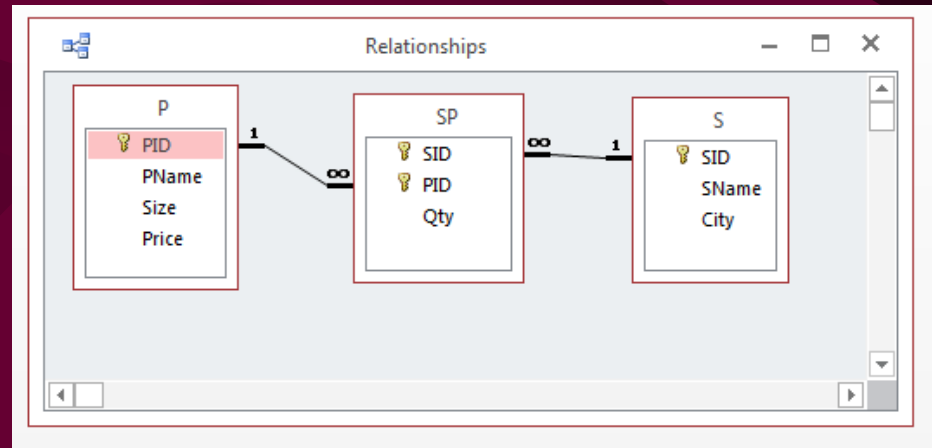 Relationships
P
PID
PName
Size
Price
1
∞
SP
SID
PID
Qty
∞
1
S
SID
SName
City